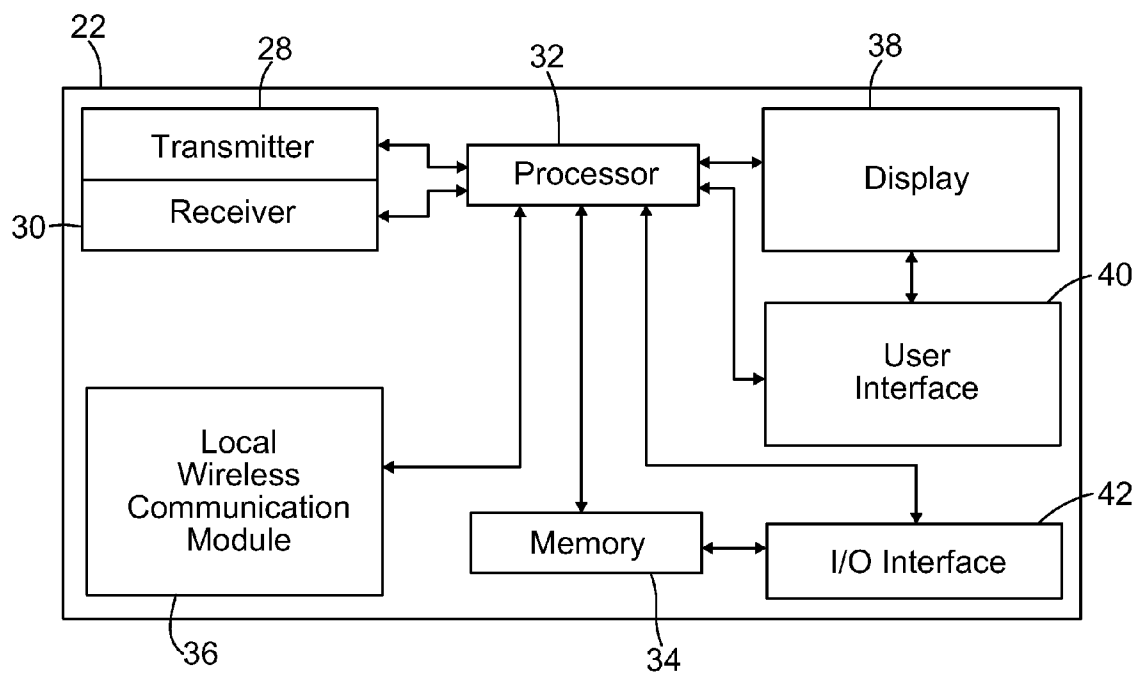 22
28
32
38
Transmitter
Receiver
30
Processor
Display
40
User
Interface
Local
Wireless
Communication
Module
36
Memory
34
I/O Interface
42